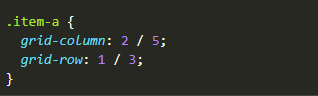 .item-a {
  grid-column: 2 / 5;
  grid-row: 1 / 3;
}